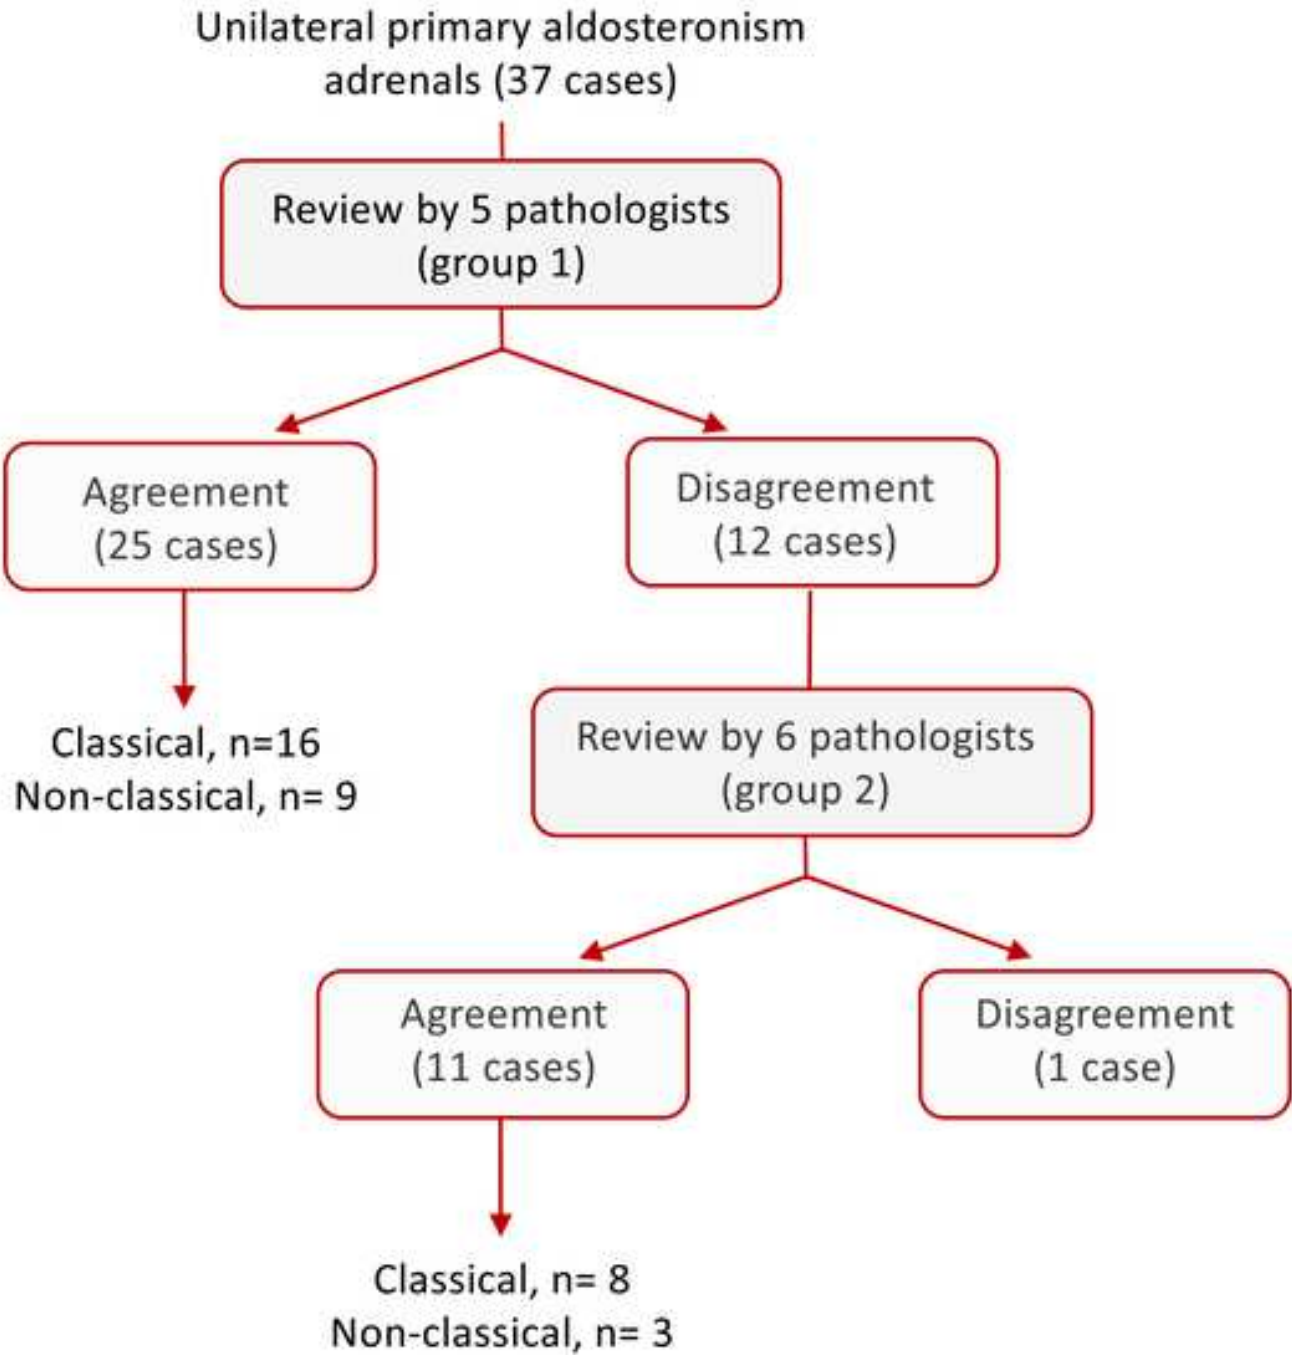 Unilateral primary aldosteronism
adrenals (37 cases)
Review by 5 pathologists
(group 1)
Agreement
(25 cases)
Disagreement
(12 cases)
Classical, n=16
Non-classical, n= 9
Review by 6 pathologists
(group 2)
Agreement
(11 cases)
Disagreement
(1 case)
Classical, n= 8
Non-classical, n= 3